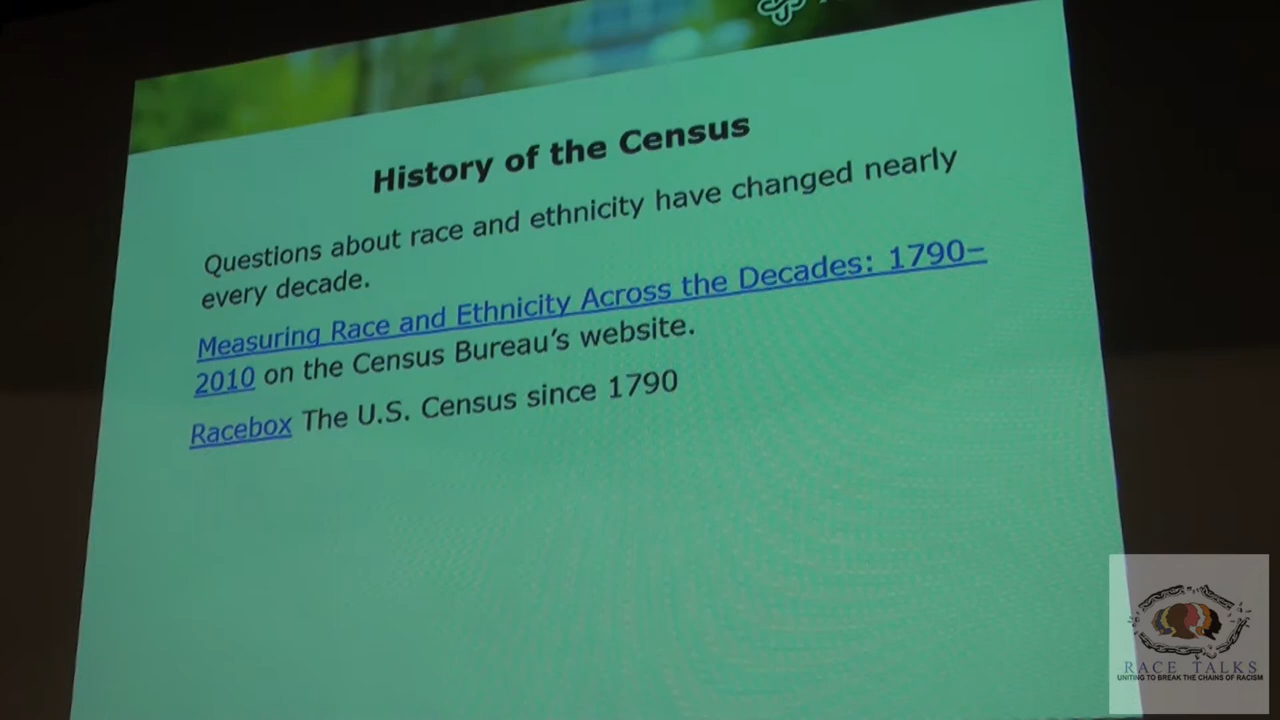 History of the Census
Questions about race and ethnicity have changed nearly
every decade.
Measuring Race and Ethnicity Across the Decades: 1790–
2010 on the Census Bureau’s website.
Racebox The U.S. Census since 1790
RACE TALKS
UNITING TO BREAK THE CHAINS OF RACISM